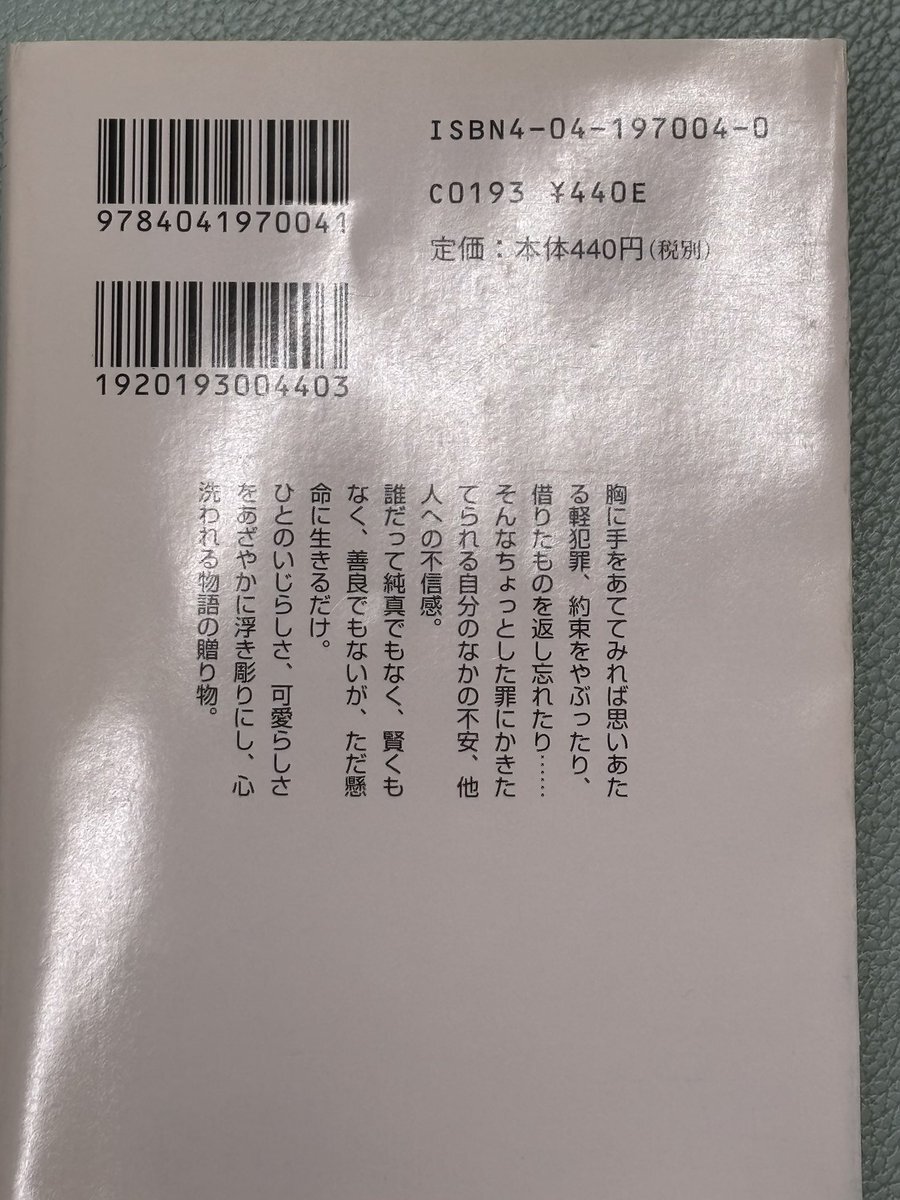 9784041970041
ISBN4-04-197004-0
C0193 ¥440E
定価：本体440円(税別)
1920193004403
胸に手をあててみれば思いあた
る軽犯罪、約束をやぶったり、
借りたものを返し忘れたり……
そんなちょっとした罪にかきた
てられる自分のなかの不安、他
人への不信感。
誰だって純真でもなく、賢くも
なく、善良でもないが、ただ懸
命に生きるだけ。
ひとのいじらしさ、可愛らしさ
をあざやかに浮き彫りにし、心
洗われる物語の贈り物。